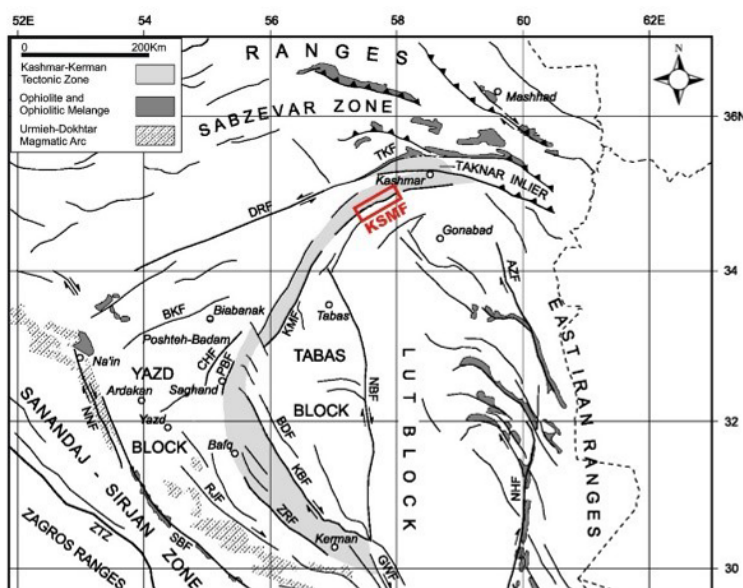 52E 54 56 58 60 62E
0 200Km
Kashmar-Kerman
Tectonic Zone
Ophiolite and
Ophiolitic Melange
Urmieh-Dokhtar
Magmatic Arc
RANGES
N
Mashhad
SABZEVAR ZONE
36N
TKF
TAKNAR INLIER
Kashmar
DRF
KSMF
Gonabad
34
AZF
BKF
Biabanak
KMF
Tabas
EAST IRAN RANGES
Poshteh-Badam
CHF
PBF
Na'in
YAZD
BLOCK
TABAS
BLOCK
LUT BLOCK
NBF
Ardakan
Saghand
NNF
Yazd
32
SANANDAJ - SIRJAN ZONE
BDF
KBF
Bafq
RJF
NHF
ZRF
ZAGROS RANGES
ZTZ
SBF
Kerman
GWF
30